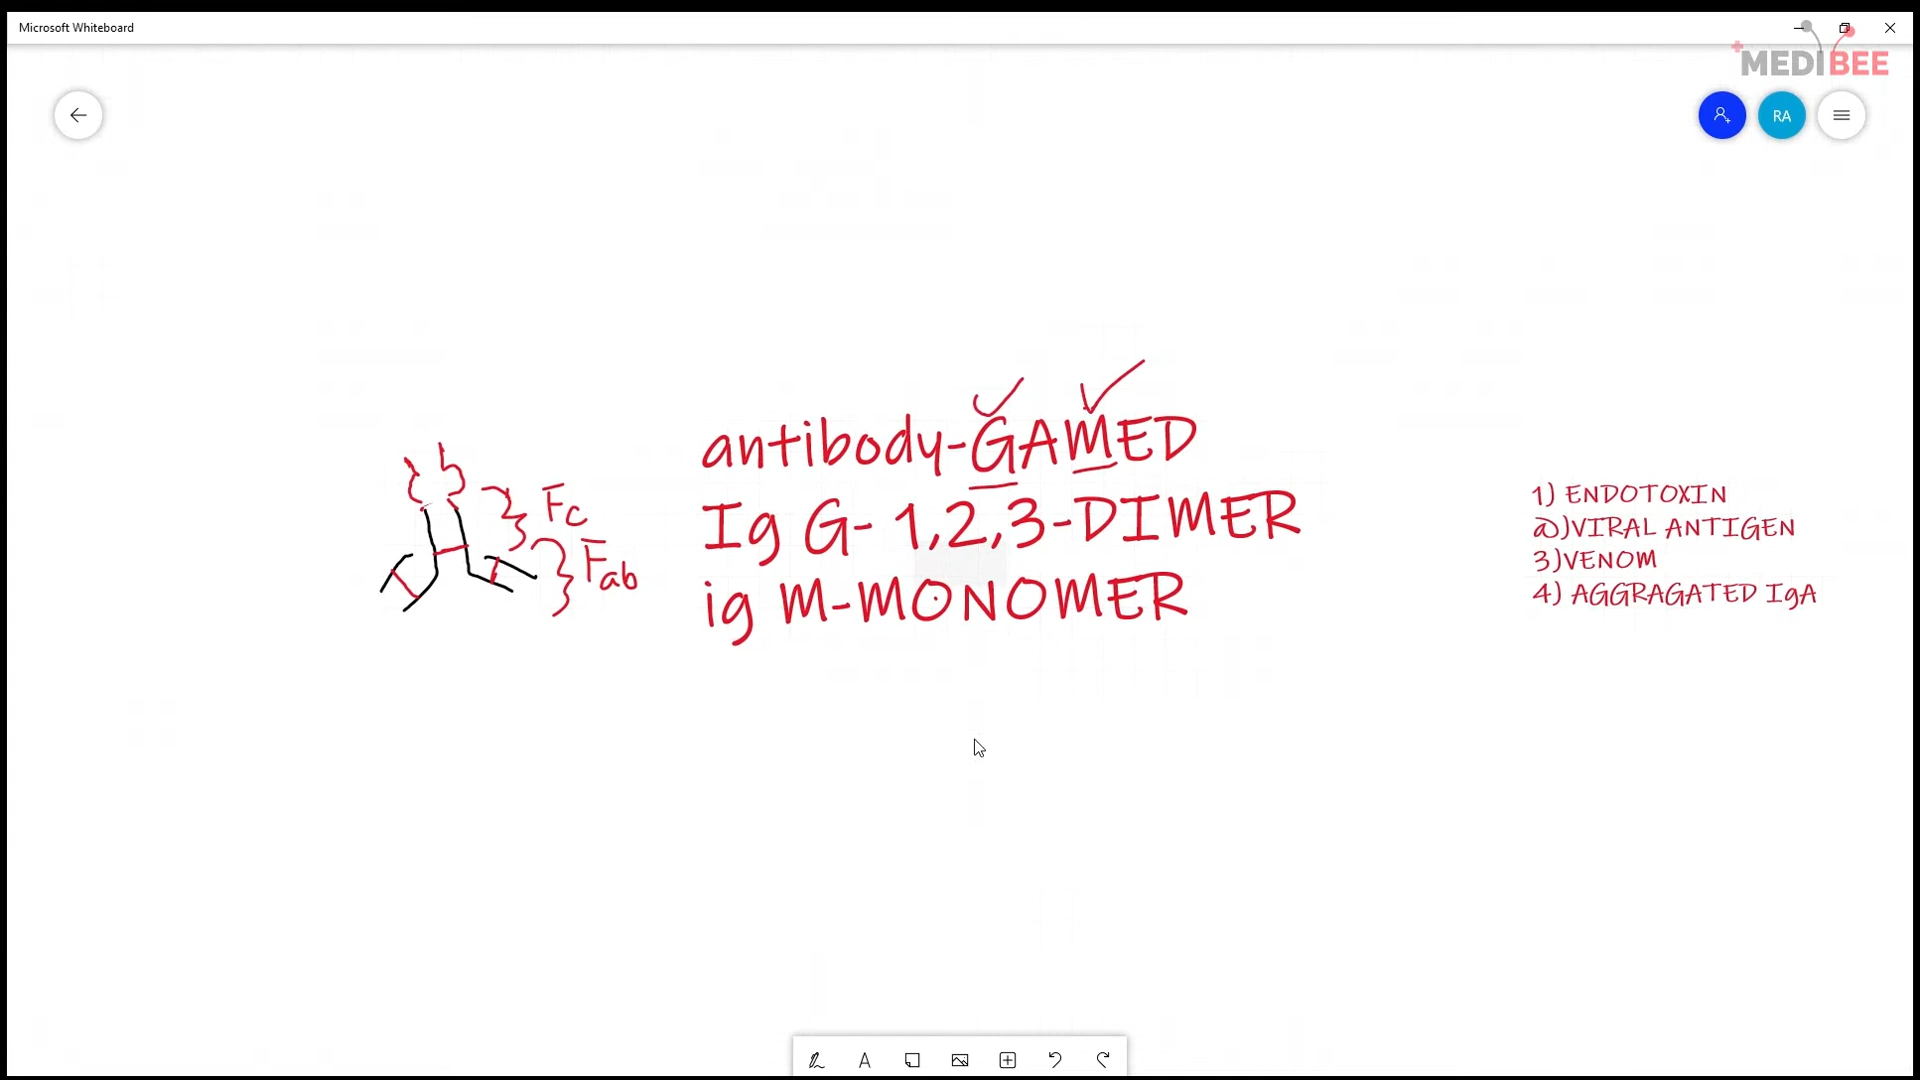 Microsoft Whiteboard
MEDIBEE
RA
antibody-GAMED
Ig G- 1,2,3-DIMER
ig M-MONOMER
Fc
Fab
1) ENDOTOXIN
2)VIRAL ANTIGEN
3)VENOM
4) AGGRAGATED IgA
A